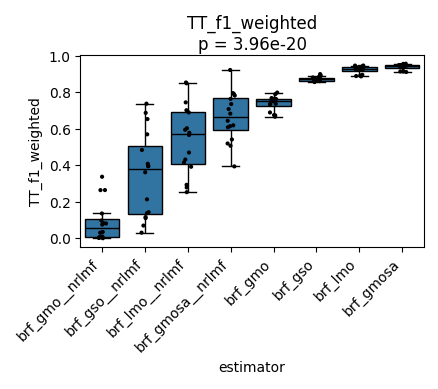 TT_f1_weighted
p = 3.96e-20
TT_f1_weighted
1.0
0.8
0.6
0.4
0.2
0.0
brf_gmo__nrlmf
brf_gso__nrlmf
brf_lmo__nrlmf
brf_gmosa__nrlmf
brf_gmo
brf_gso
brf_lmo
brf_gmosa
estimator